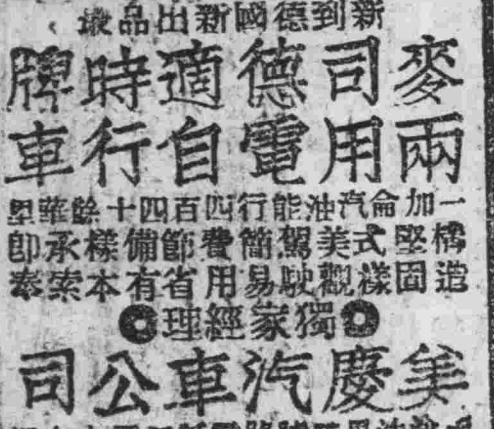 新到德國新出品最
麥司德適時牌
兩用電自行車
一加侖汽油能行四百四十餘華里
構造堅固式樣美觀駕駛簡易費用節省備有樣本承索即奉
獨家經理
美慶汽車公司